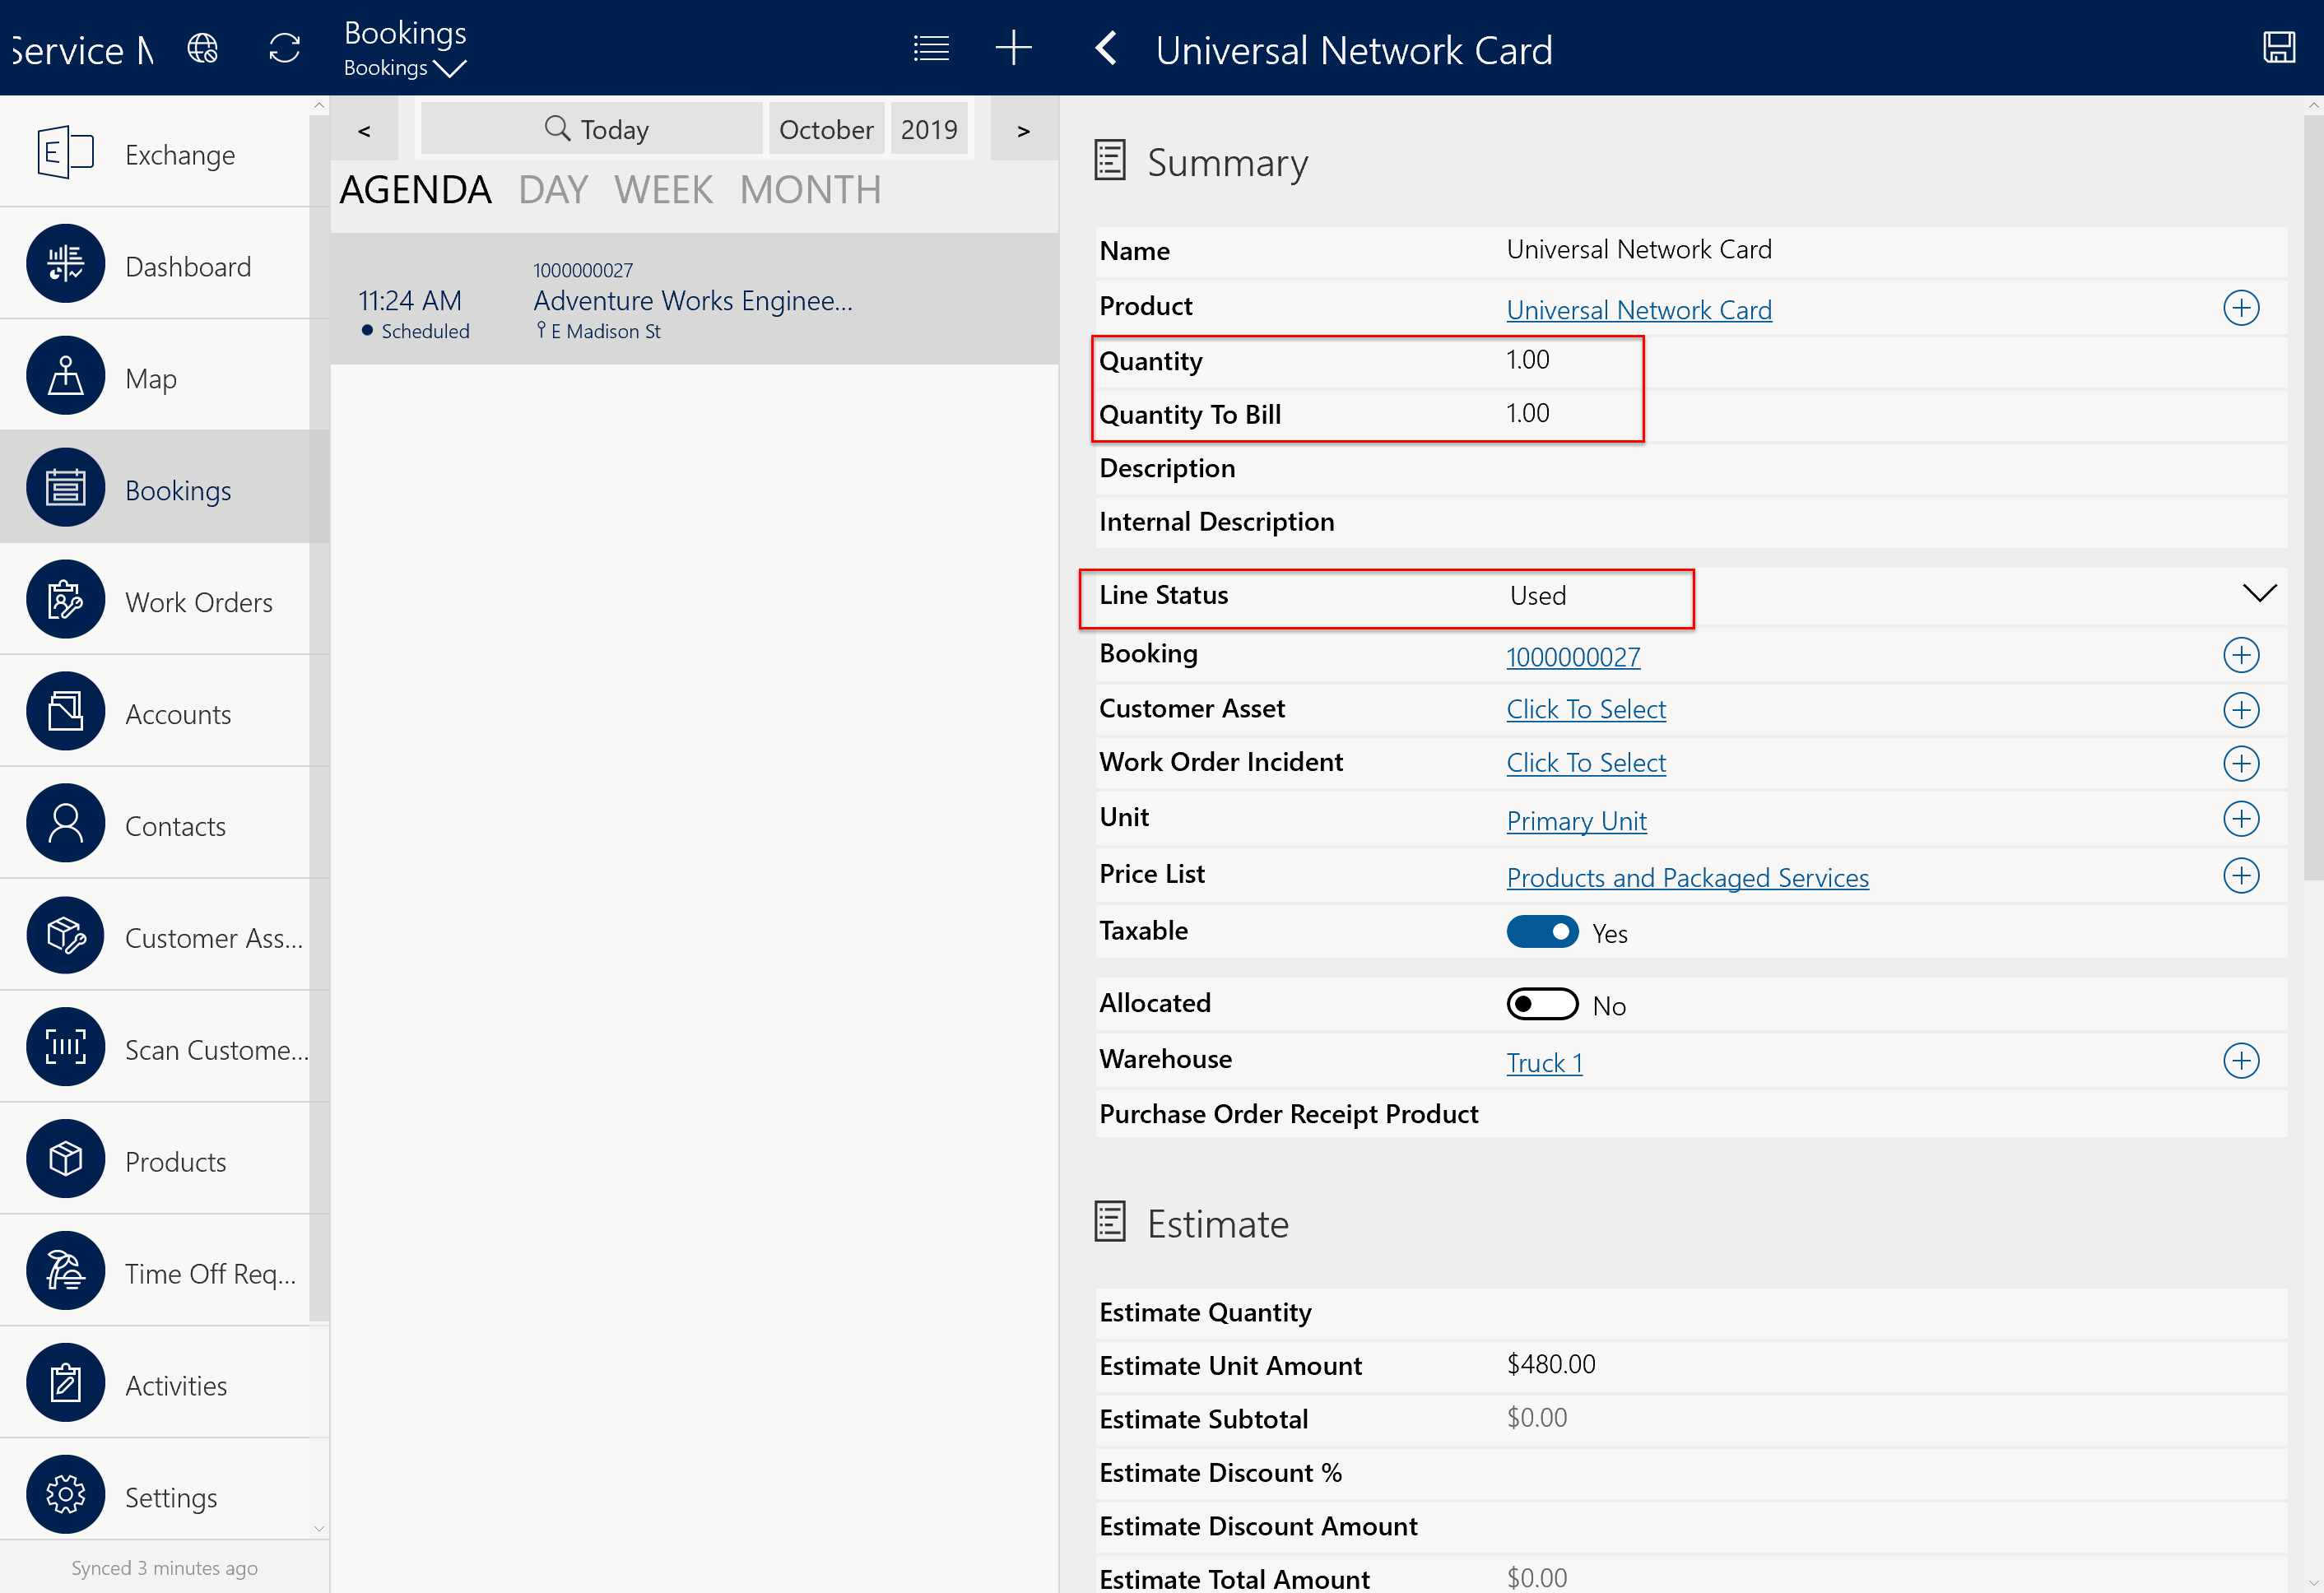 Service M
Bookings
Bookings
Universal Network Card
Exchange
Dashboard
Map
Bookings
Work Orders
Accounts
Contacts
Customer Ass...
Scan Custome...
Products
Time Off Req...
Activities
Settings
Synced 3 minutes ago
< Today October 2019 >
AGENDA DAY WEEK MONTH
1000000027
11:24 AM Adventure Works Enginee...
Scheduled E Madison St
Summary
Name Universal Network Card
Product Universal Network Card
Quantity 1.00
Quantity To Bill 1.00
Description
Internal Description
Line Status Used
Booking 1000000027
Customer Asset Click To Select
Work Order Incident Click To Select
Unit Primary Unit
Price List Products and Packaged Services
Taxable Yes
Allocated No
Warehouse Truck 1
Purchase Order Receipt Product
Estimate
Estimate Quantity
Estimate Unit Amount $480.00
Estimate Subtotal $0.00
Estimate Discount %
Estimate Discount Amount
Estimate Total Amount $0.00